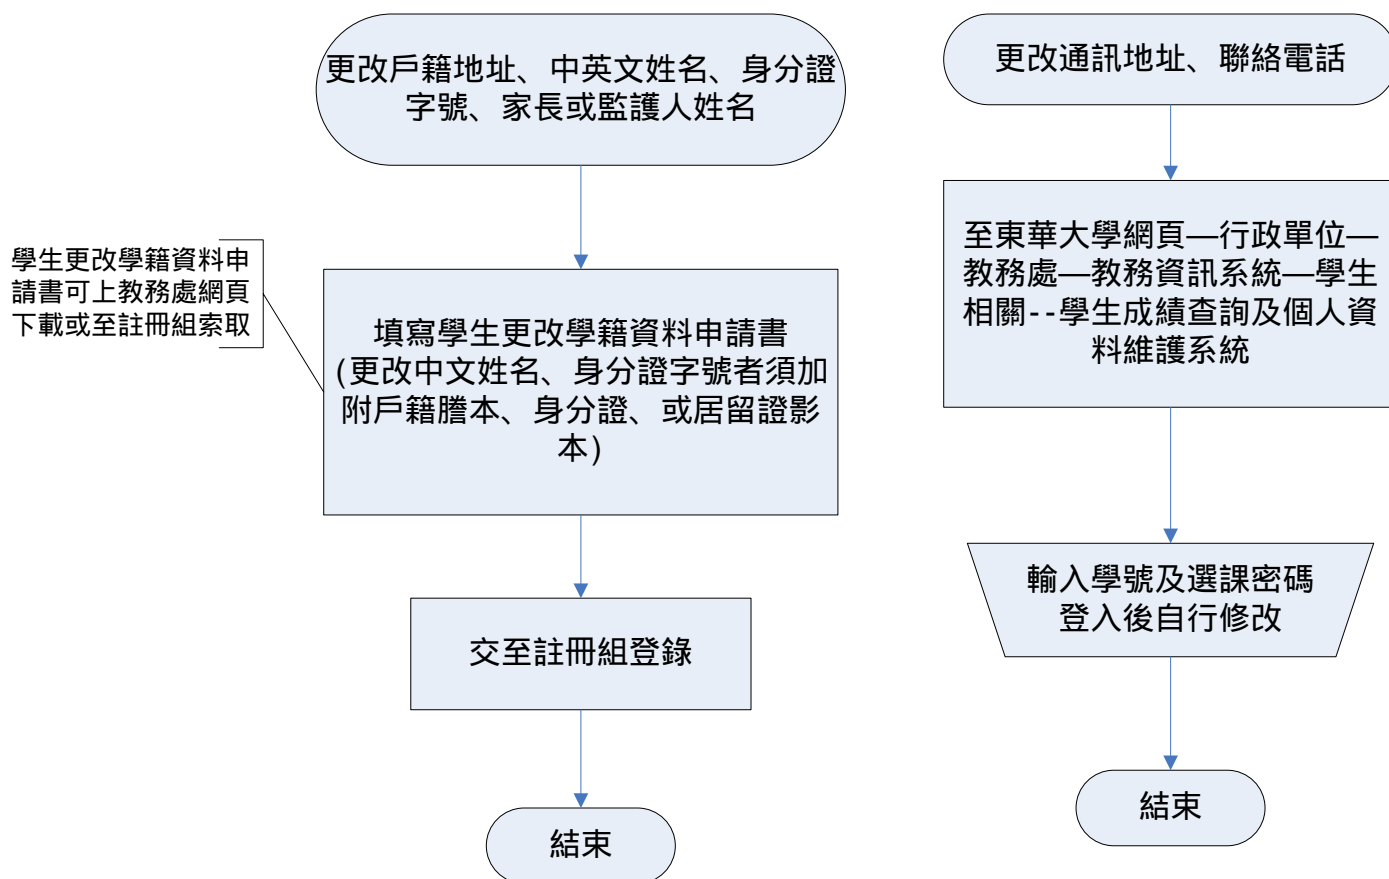 更改戶籍地址、中英文姓名、身分證
字號、家長或監護人姓名
學生更改學籍資料申
請書可上教務處網頁
下載或至註冊組索取
填寫學生更改學籍資料申請書
(更改中文姓名、身分證字號者須加
附戶籍謄本、身分證、或居留證影
本)
交至註冊組登錄
結束
更改通訊地址、聯絡電話
至東華大學網頁—行政單位—
教務處—教務資訊系統—學生
相關--學生成績查詢及個人資
料維護系統
輸入學號及選課密碼
登入後自行修改
結束